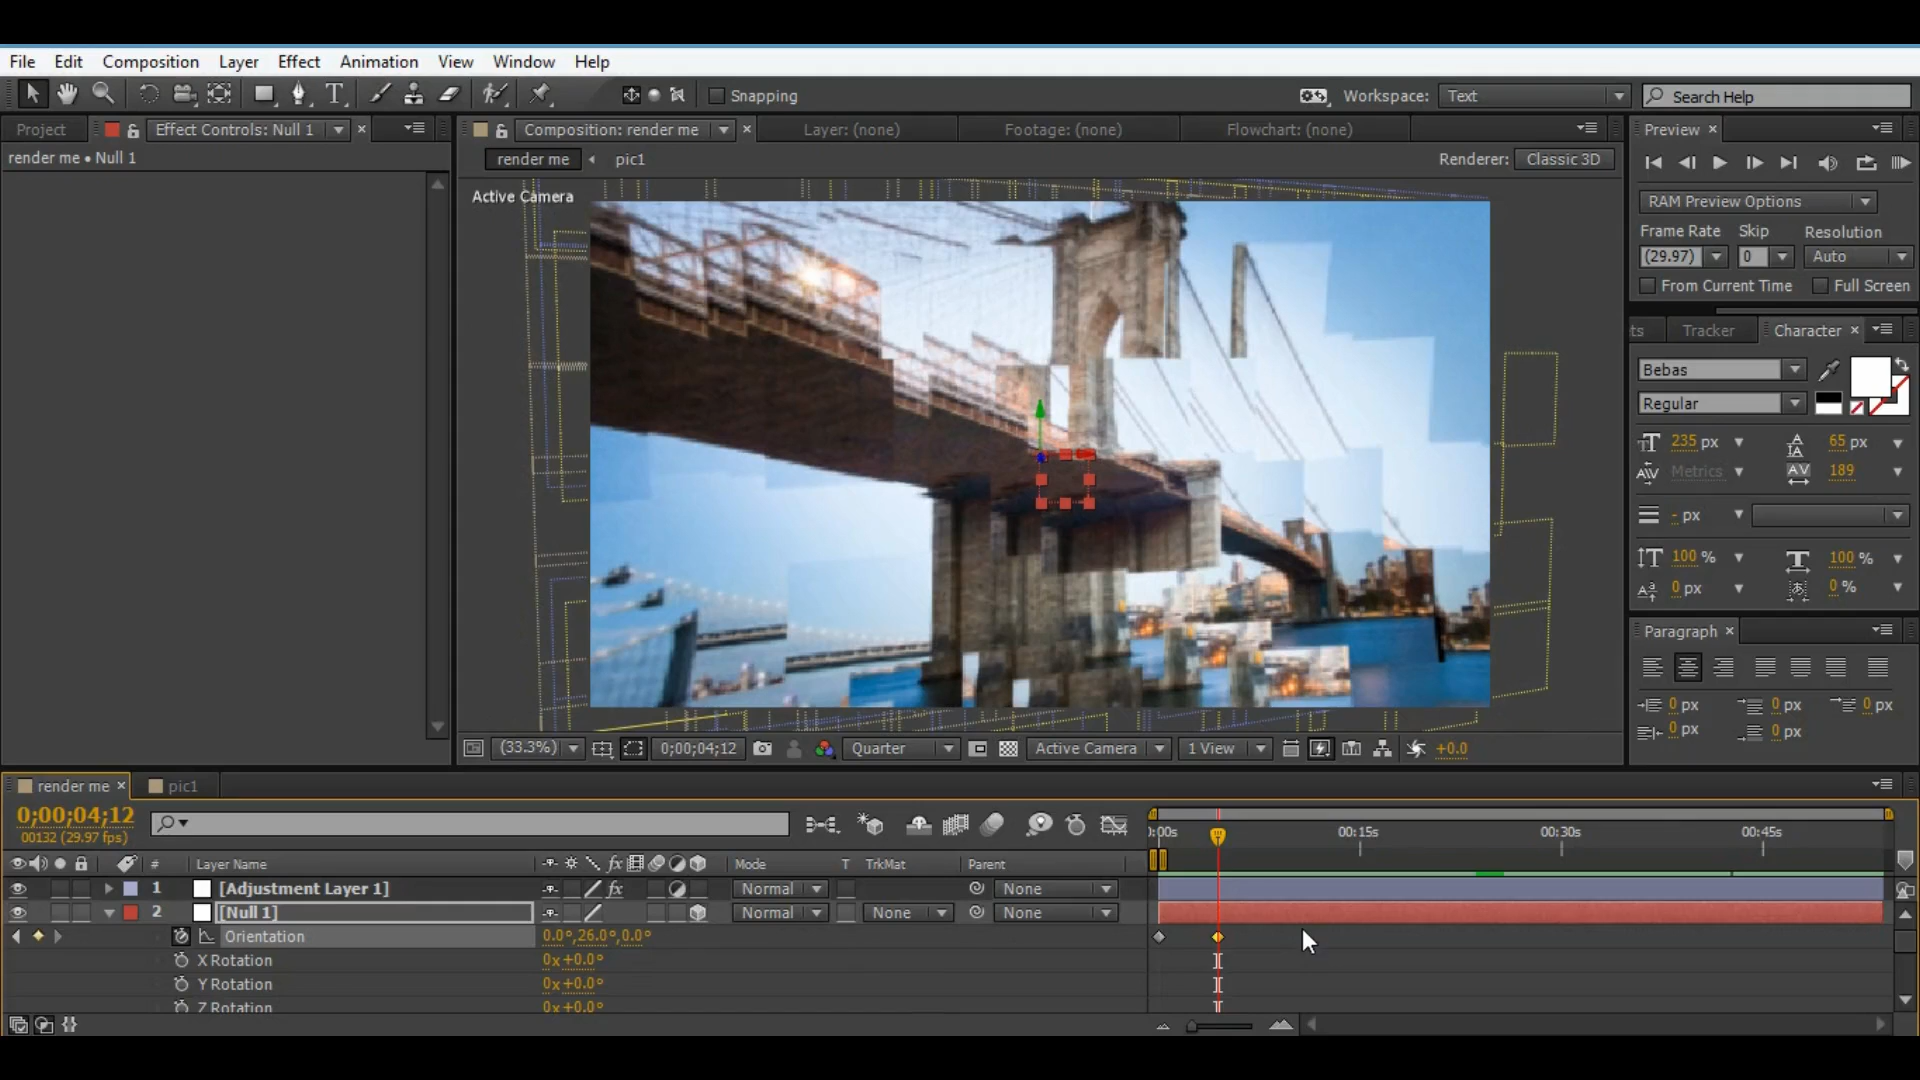 File Edit Composition Layer Effect Animation View Window Help
Snapping
Workspace: Text
Search Help
Project
Effect Controls: Null 1
Composition: render me
Layer: (none)
Footage: (none)
Flowchart: (none)
Preview
render me • Null 1
render me
pic1
Renderer: Classic 3D
Active Camera
RAM Preview Options
Frame Rate Skip Resolution
(29.97) 0 Auto
From Current Time Full Screen
ts Tracker Character
Bebas
Regular
235 px 65 px
Metrics 189
- px
100 % 100 %
0 px 0 %
Paragraph
0 px 0 px 0 px
0 px 0 px
(33.3%) 0;00;04;12 Quarter Active Camera 1 View +0.0
render me pic1
0;00;04;12
00132 (29.97 fps)
):00s 00:15s 00:30s 00:45s
# Layer Name fx Mode T TrkMat Parent
1 [Adjustment Layer 1] fx Normal None
2 [Null 1] Normal None None
Orientation 0.0°,26.0°,0.0°
X Rotation 0x+0.0°
Y Rotation 0x+0.0°
Z Rotation 0x+0.0°